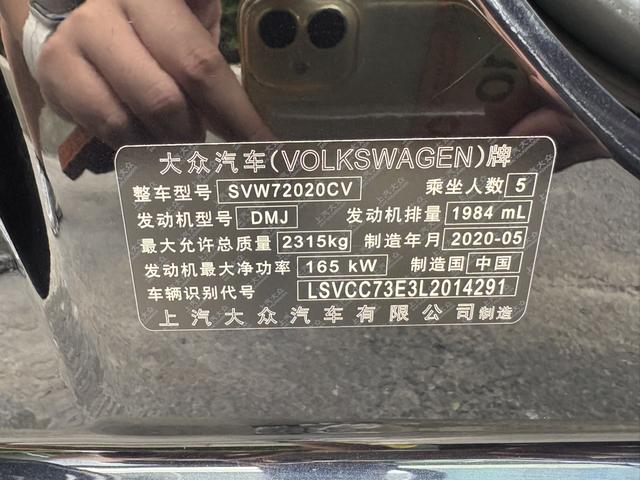 大众汽车(VOLKSWAGEN)牌
整车型号 SVW72020CV 乘坐人数 5
发动机型号 DMJ 发动机排量 1984 mL
最大允许总质量 2315kg 制造年月 2020-05
发动机最大净功率 165 kW 制造国 中国
车辆识别代号 LSVCC73E3L2014291
上汽大众汽车有限公司制造